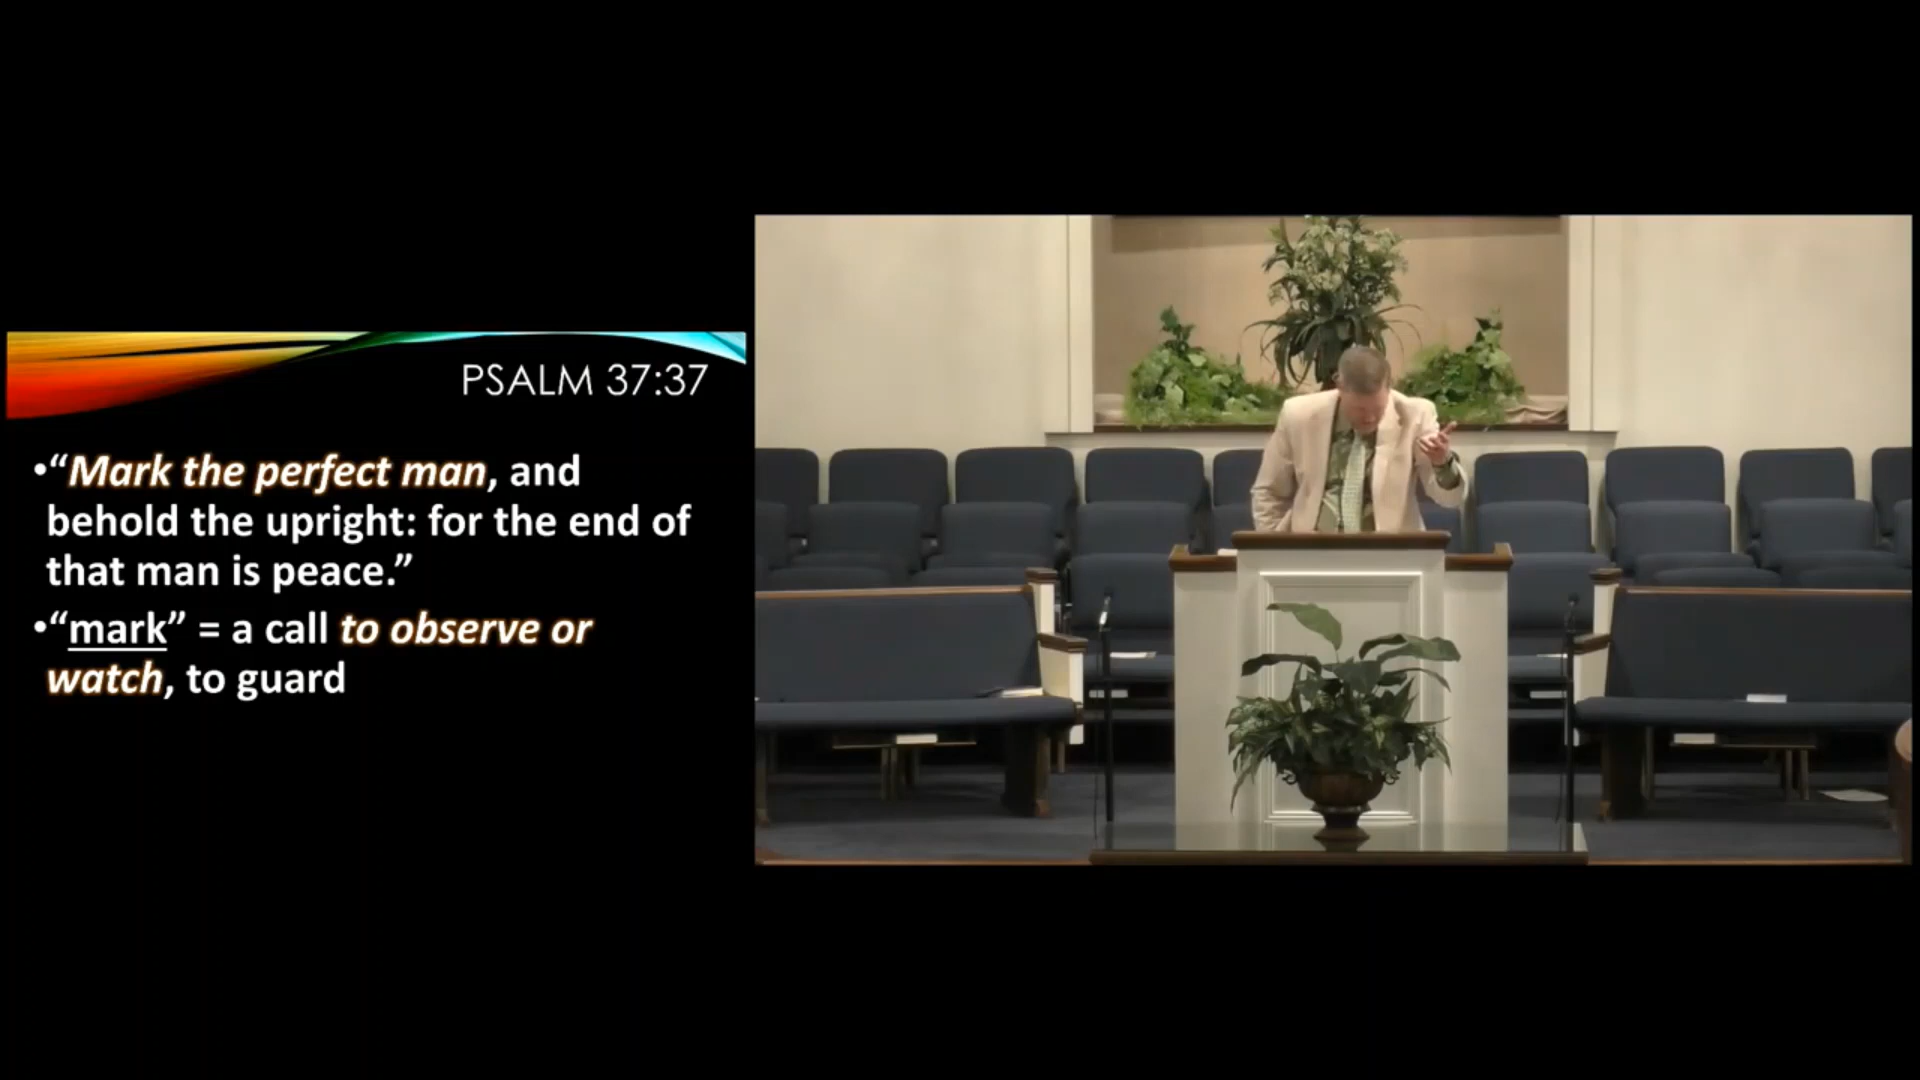 PSALM 37:37
•“Mark the perfect man, and
behold the upright: for the end of
that man is peace.”
•“mark” = a call to observe or
watch, to guard